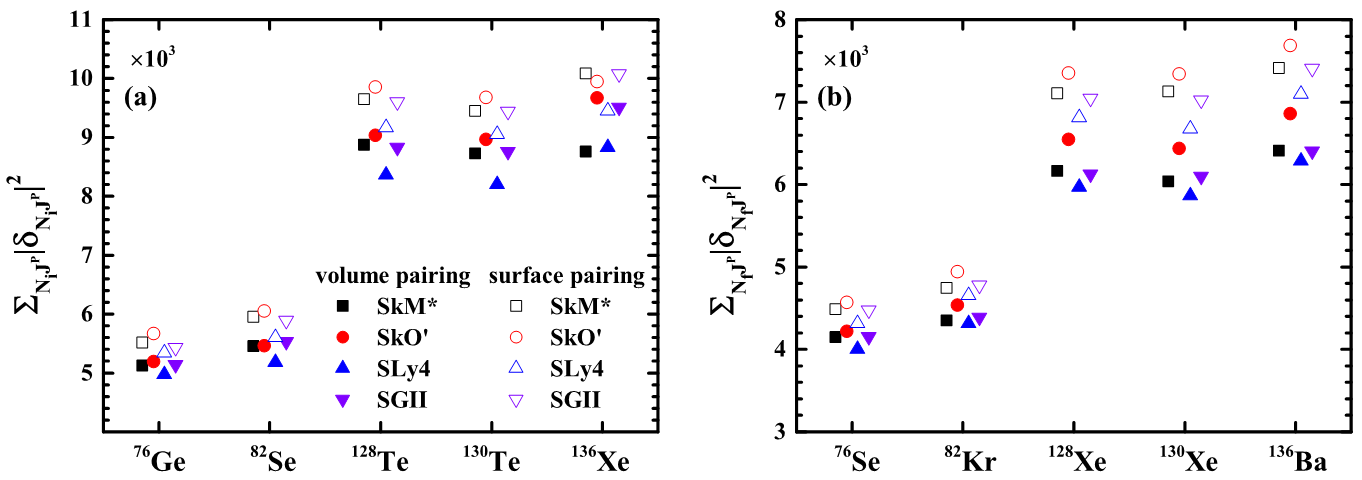 11
10
9
8
7
6
5
×10³
(a)
Σ_{N_iJ^P}|δ_{N_iJ^P}|²
volume pairing surface pairing
SkM* SkM*
SkO' SkO'
SLy4 SLy4
SGII SGII
⁷⁶Ge ⁸²Se ¹²⁸Te ¹³⁰Te ¹³⁶Xe
8
7
6
5
4
3
×10³
(b)
Σ_{N_fJ^P}|δ_{N_fJ^P}|²
⁷⁶Se ⁸²Kr ¹²⁸Xe ¹³⁰Xe ¹³⁶Ba